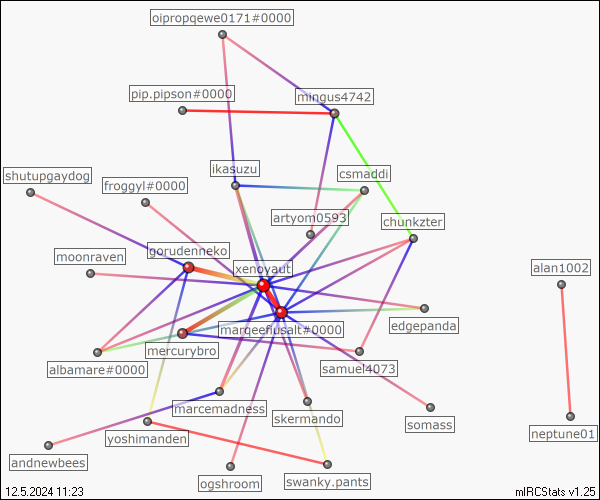 oipropqewe0171#0000
pip.pipson#0000
mingus4742
shutupgaydog
froggyl#0000
ikasuzu
csmaddi
artyom0593
chunkzter
moonraven
gorudenneko
xenoyaut
alan1002
marqeeflusalt#0000
edgepanda
mercurybro
albamare#0000
samuel4073
marcemadness
skermando
somass
yoshimanden
neptune01
andnewbees
ogshroom
swanky.pants
12.5.2024 11:23
mIRCStats v1.25